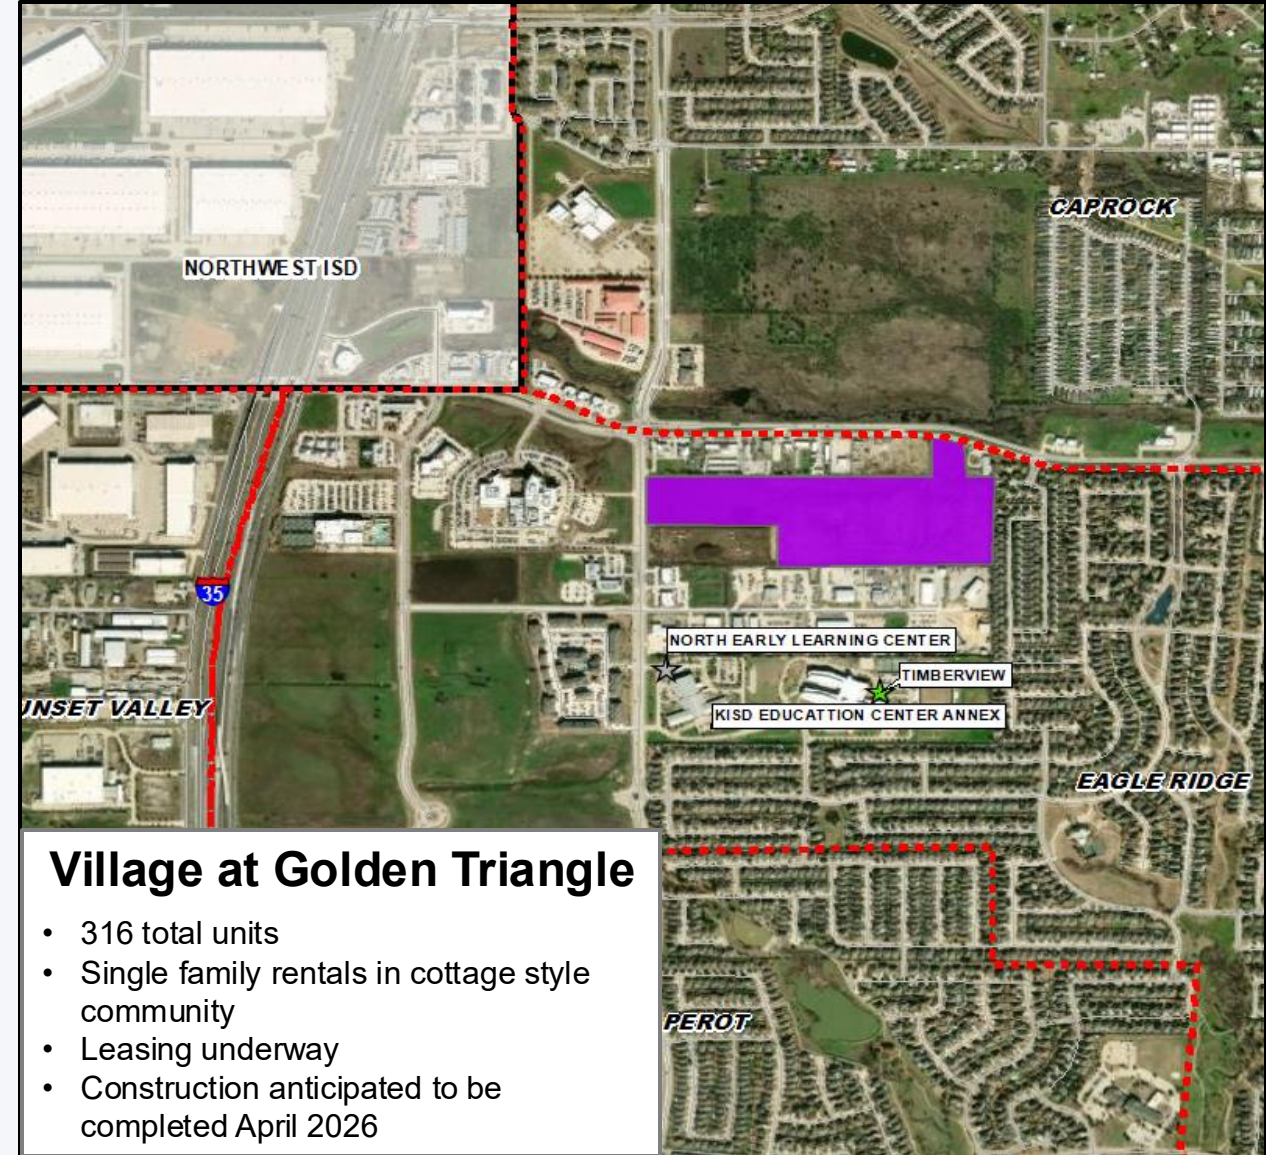 CAPROCK
NORTHWEST ISD
35
NORTH EARLY LEARNING CENTER
TIMBERVIEW
UNSET VALLEY
KISD EDUCATTION CENTER ANNEX
EAGLE RIDGE
Village at Golden Triangle
• 316 total units
• Single family rentals in cottage style
community
• Leasing underway
• Construction anticipated to be
completed April 2026
PEROT